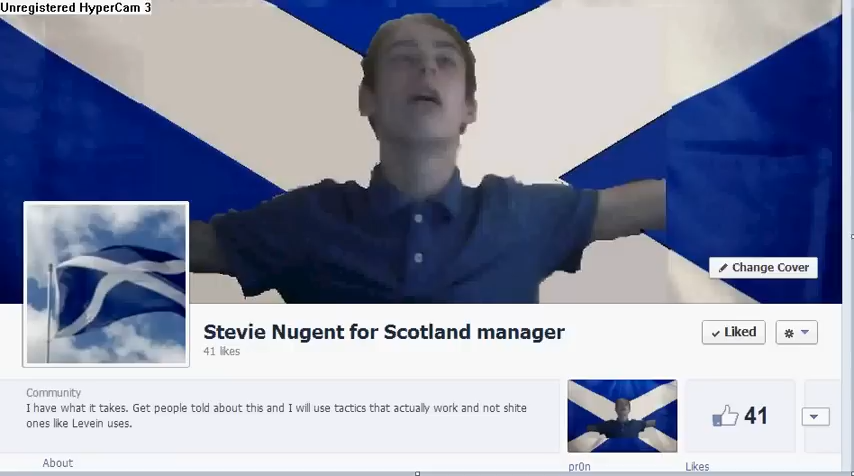 Unregistered HyperCam 3
Change Cover
Stevie Nugent for Scotland manager
41 likes
Liked
Community
I have what it takes. Get people told about this and I will use tactics that actually work and not shite
ones like Levein uses.
41
About
pr0n
Likes